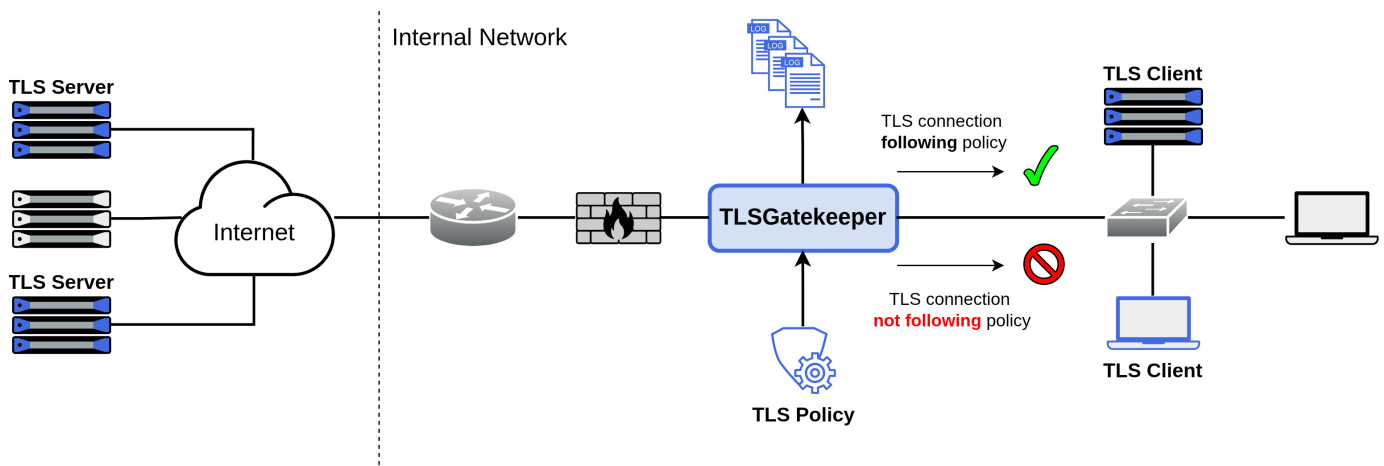 Internal Network
LOG
LOG
LOG
TLS Server
TLS Client
TLS connection
following policy
TLSGatekeeper
Internet
TLS Server
TLS connection
not following policy
TLS Client
TLS Policy